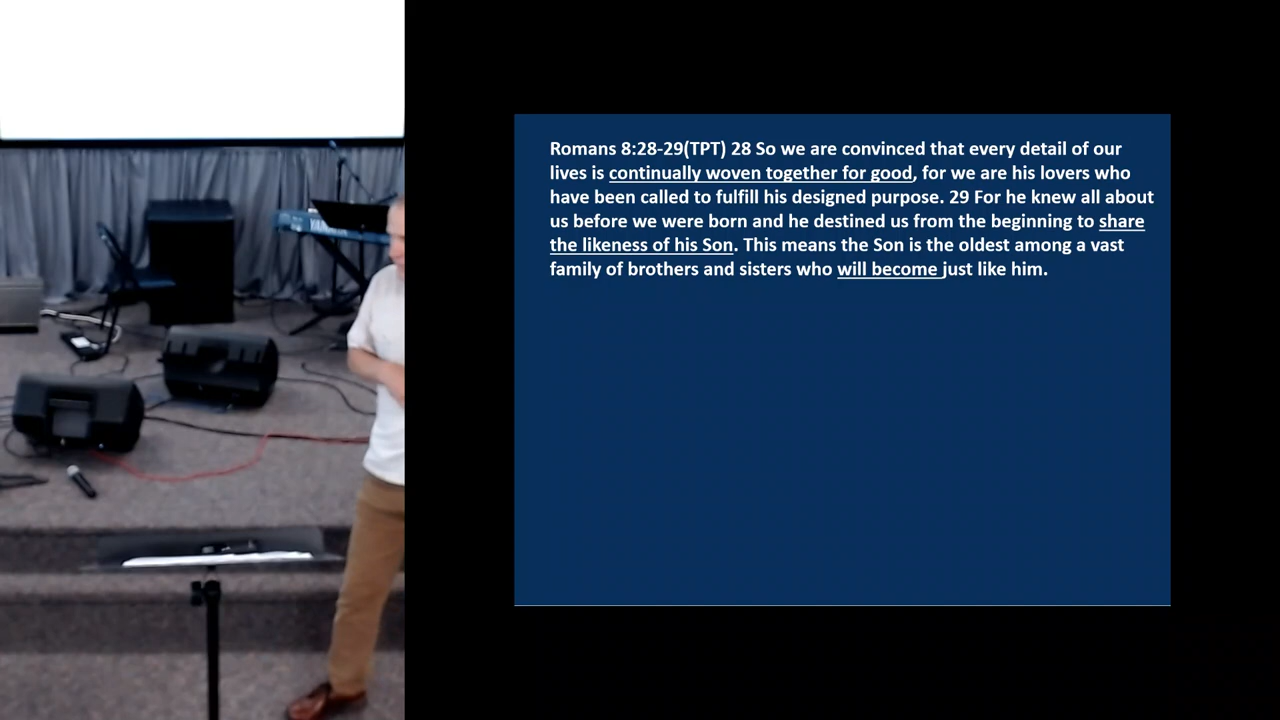 Romans 8:28-29(TPT) 28 So we are convinced that every detail of our
lives is continually woven together for good, for we are his lovers who
have been called to fulfill his designed purpose. 29 For he knew all about
us before we were born and he destined us from the beginning to share
the likeness of his Son. This means the Son is the oldest among a vast
family of brothers and sisters who will become just like him.
YAMAHA